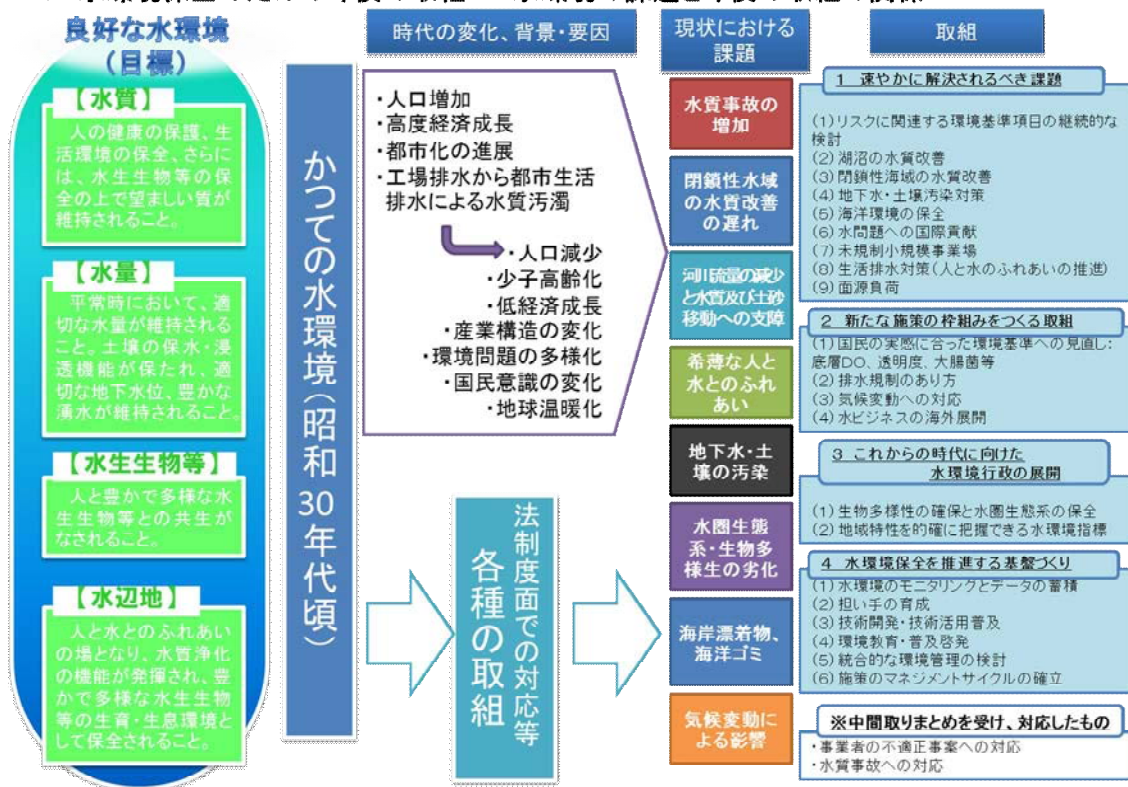 良好な水環境
(目標)
【水質】
人の健康の保護、生
活環境の保全、さらに
は、水生生物等の保
全の上で望ましい質が
維持されること。
【水量】
平常時において、適
切な水量が維持される
こと。土壌の保水・浸
透機能が保たれ、適
切な地下水位、豊かな
湧水が維持されること。
【水生生物等】
人と豊かで多様な水
生生物等との共生が
なされること。
【水辺地】
人と水とのふれあい
の場となり、水質浄化
の機能が発揮され、豊
かで多様な水生生物
等の生育・生息環境と
して保全されること。
かつての水環境(昭和30年代頃)
時代の変化、背景・要因
・人口増加
・高度経済成長
・都市化の進展
・工場排水から都市生活
排水による水質汚濁
・人口減少
・少子高齢化
・低経済成長
・産業構造の変化
・環境問題の多様化
・国民意識の変化
・地球温暖化
法制度面での対応等
各種の取組
現状における
課題
水質事故の
増加
閉鎖性水域
の水質改善
の遅れ
河川流量の減少
と水質及び土砂
移動への支障
希薄な人と
水とのふれ
あい
地下水・土
壌の汚染
水圏生態
系・生物多
様生の劣化
海岸漂着物、
海洋ゴミ
気候変動に
よる影響
取組
1 速やかに解決されるべき課題
(1)リスクに関連する環境基準項目の継続的な
検討
(2)湖沼の水質改善
(3)閉鎖性海域の水質改善
(4)地下水・土壌汚染対策
(5)海洋環境の保全
(6)水問題への国際貢献
(7)未規制小規模事業場
(8)生活排水対策(人と水のふれあいの推進)
(9)面源負荷
2 新たな施策の枠組みをつくる取組
(1)国民の実感に合った環境基準への見直し:
底層DO、透明度、大腸菌等
(2)排水規制のあり方
(3)気候変動への対応
(4)水ビジネスの海外展開
3 これからの時代に向けた
水環境行政の展開
(1)生物多様性の確保と水圏生態系の保全
(2)地域特性を的確に把握できる水環境指標
4 水環境保全を推進する基盤づくり
(1)水環境のモニタリングとデータの蓄積
(2)担い手の育成
(3)技術開発・技術活用普及
(4)環境教育・普及啓発
(5)統合的な環境管理の検討
(6)施策のマネジメントサイクルの確立
※中間取りまとめを受け、対応したもの
・事業者の不適正事案への対応
・水質事故への対応